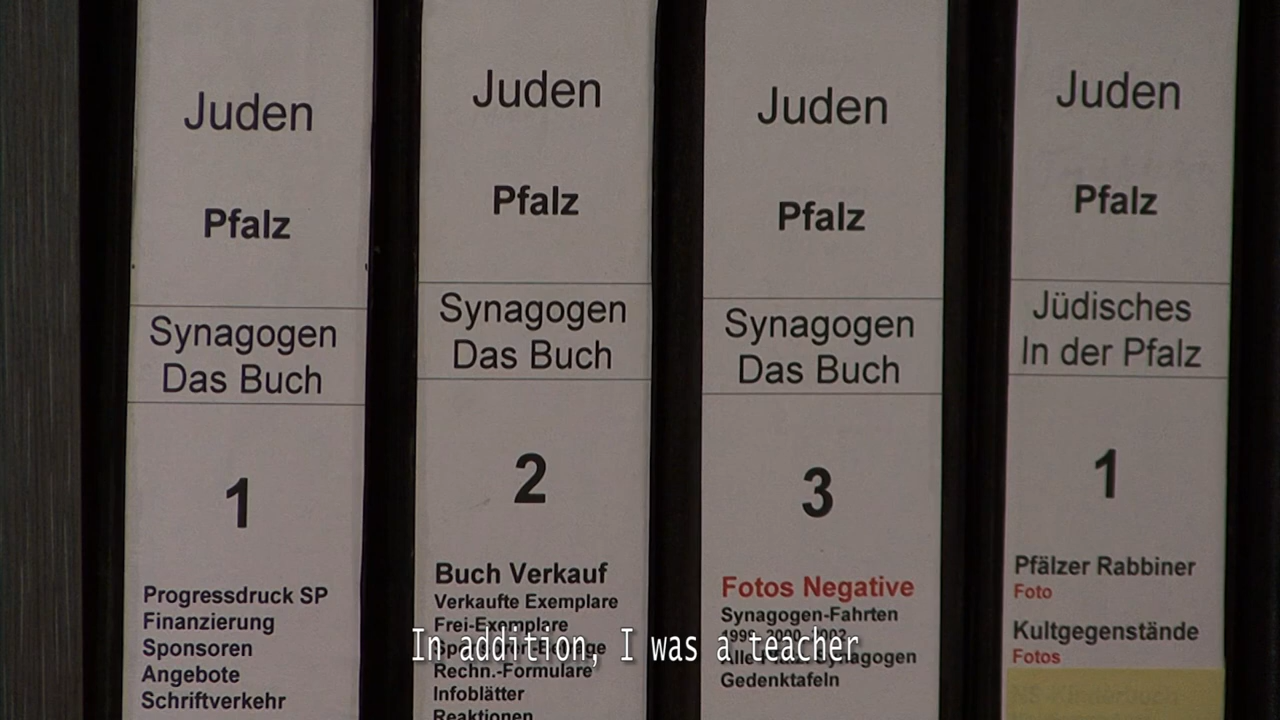 Juden
Pfalz
Synagogen
Das Buch
1
Progressdruck SP
Finanzierung
Sponsoren
Angebote
Schriftverkehr
Juden
Pfalz
Synagogen
Das Buch
2
Buch Verkauf
Verkaufte Exemplare
Frei-Exemplare
Rechn.-Formulare
Infoblätter
Reaktionen
Juden
Pfalz
Synagogen
Das Buch
3
Fotos Negative
Synagogen-Fahrten
Gedenktafeln
Juden
Pfalz
Jüdisches
In der Pfalz
1
Pfälzer Rabbiner
Foto
Kultgegenstände
Fotos
In addition, I was a teacher